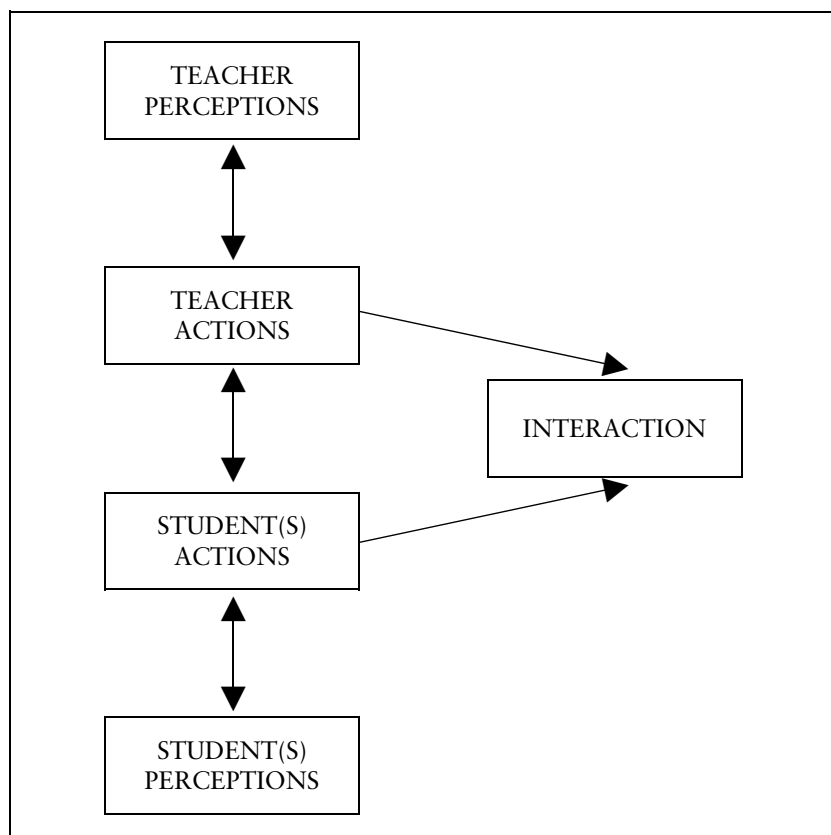 TEACHER
PERCEPTIONS
TEACHER
ACTIONS
INTERACTION
STUDENT(S)
ACTIONS
STUDENT(S)
PERCEPTIONS